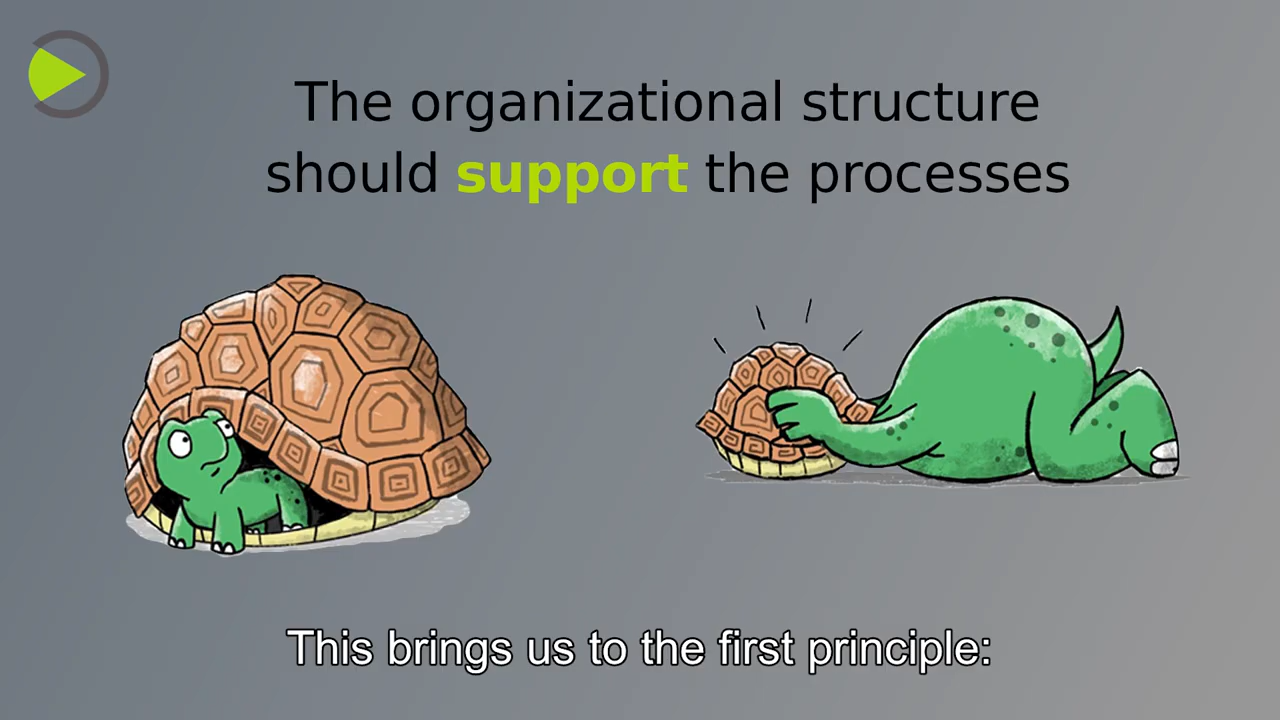 The organizational structure
should support the processes
This brings us to the first principle: